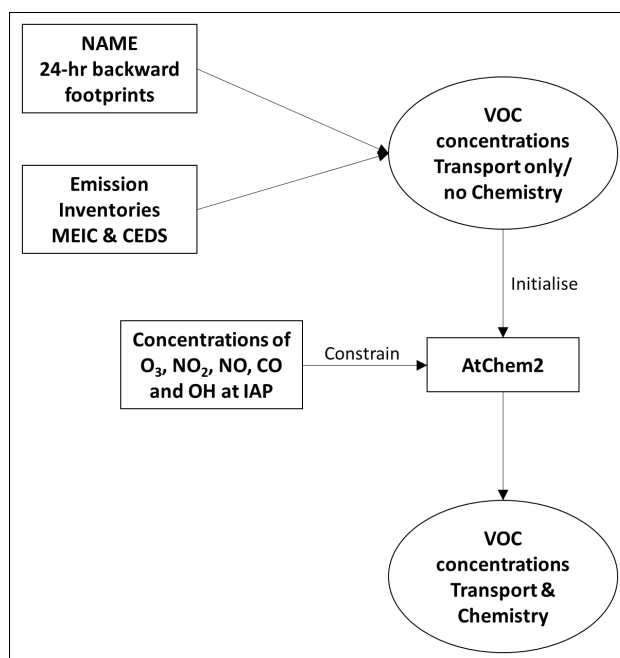 NAME
24-hr backward
footprints
VOC
concentrations
Transport only/
no Chemistry
Emission
Inventories
MEIC & CEDS
Initialise
Concentrations of
O₃, NO₂, NO, CO
and OH at IAP
Constrain
AtChem2
VOC
concentrations
Transport &
Chemistry